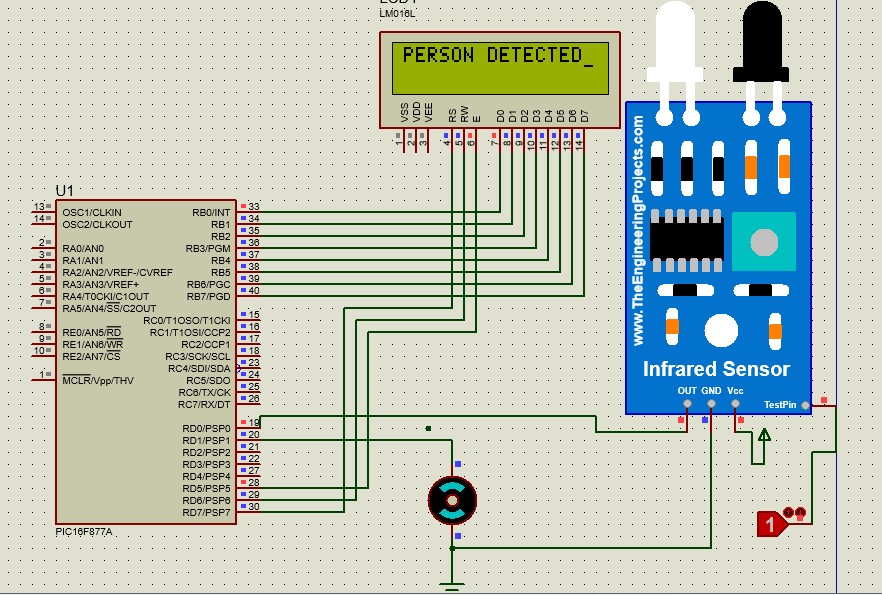 LM016L
PERSON DETECTED_
VSS
VDD
VEE
RS
RW
E
D0
D1
D2
D3
D4
D5
D6
D7
1
2
3
4
5
6
7
8
9
10
11
12
13
14
U1
13 OSC1/CLKIN
14 OSC2/CLKOUT
2 RA0/AN0
3 RA1/AN1
4 RA2/AN2/VREF-/CVREF
5 RA3/AN3/VREF+
6 RA4/T0CKI/C1OUT
7 RA5/AN4/SS/C2OUT
8 RE0/AN5/RD
9 RE1/AN6/WR
10 RE2/AN7/CS
1 MCLR/Vpp/THV
RB0/INT 33
RB1 34
RB2 35
RB3/PGM 36
RB4 37
RB5 38
RB6/PGC 39
RB7/PGD 40
RC0/T1OSO/T1CKI 15
RC1/T1OSI/CCP2 16
RC2/CCP1 17
RC3/SCK/SCL 18
RC4/SDI/SDA 23
RC5/SDO 24
RC6/TX/CK 25
RC7/RX/DT 26
RD0/PSP0 19
RD1/PSP1 20
RD2/PSP2 21
RD3/PSP3 22
RD4/PSP4 27
RD5/PSP5 28
RD6/PSP6 29
RD7/PSP7 30
PIC16F877A
www.TheEngineeringProjects.com
Infrared Sensor
OUT GND Vcc
TestPin
1